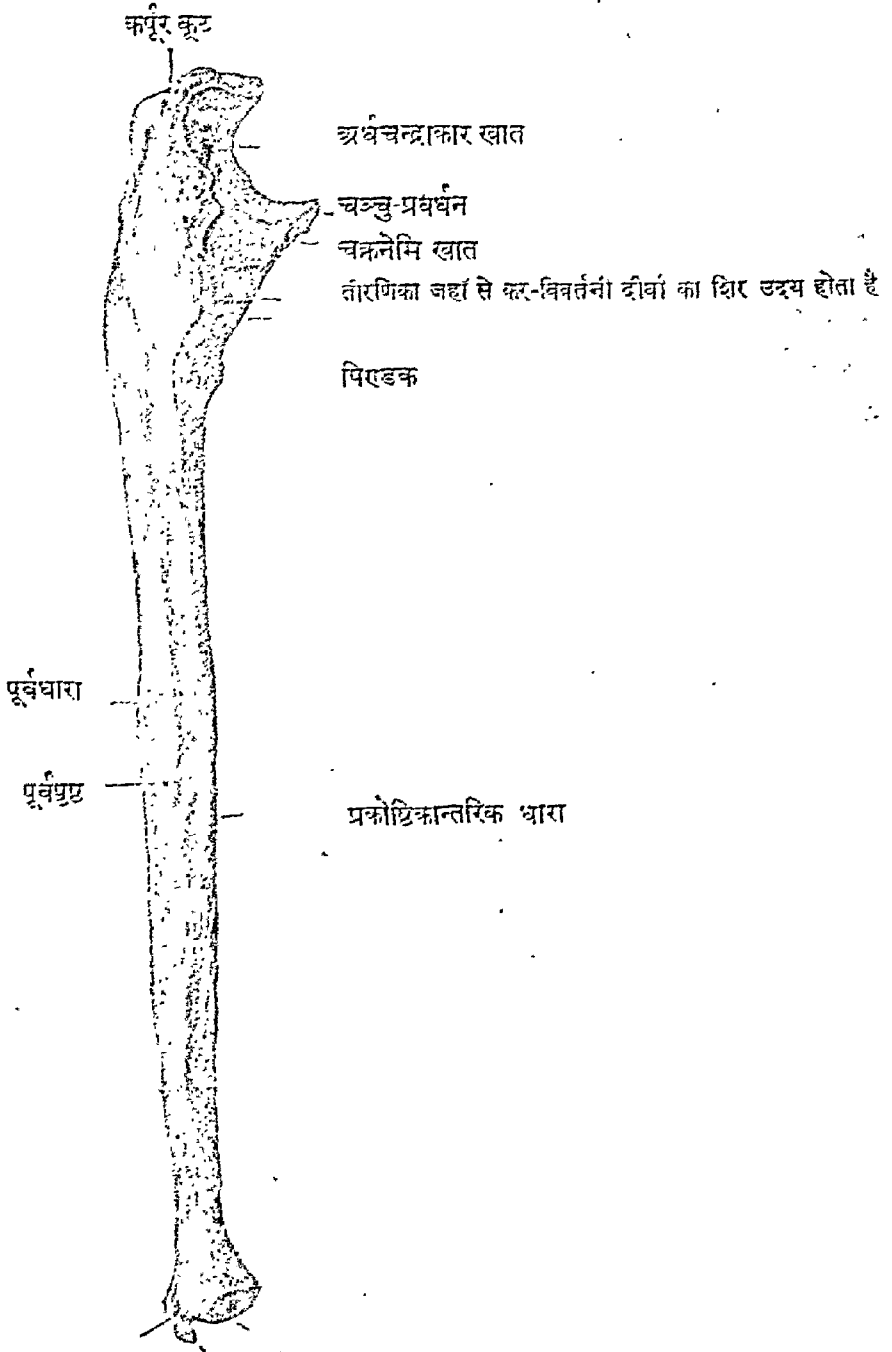 कर्पूर कूट
अर्धचन्द्राकार खात
चञ्चु-प्रवर्धन
चक्रनेमि खात
तीरणिका जहाँ से कर-विवर्तनी दीर्घा का शिर उदय होता है
पिण्डक
पूर्वधारा
पूर्वपृष्ठ
प्रकोष्ठिकान्तरिक धारा